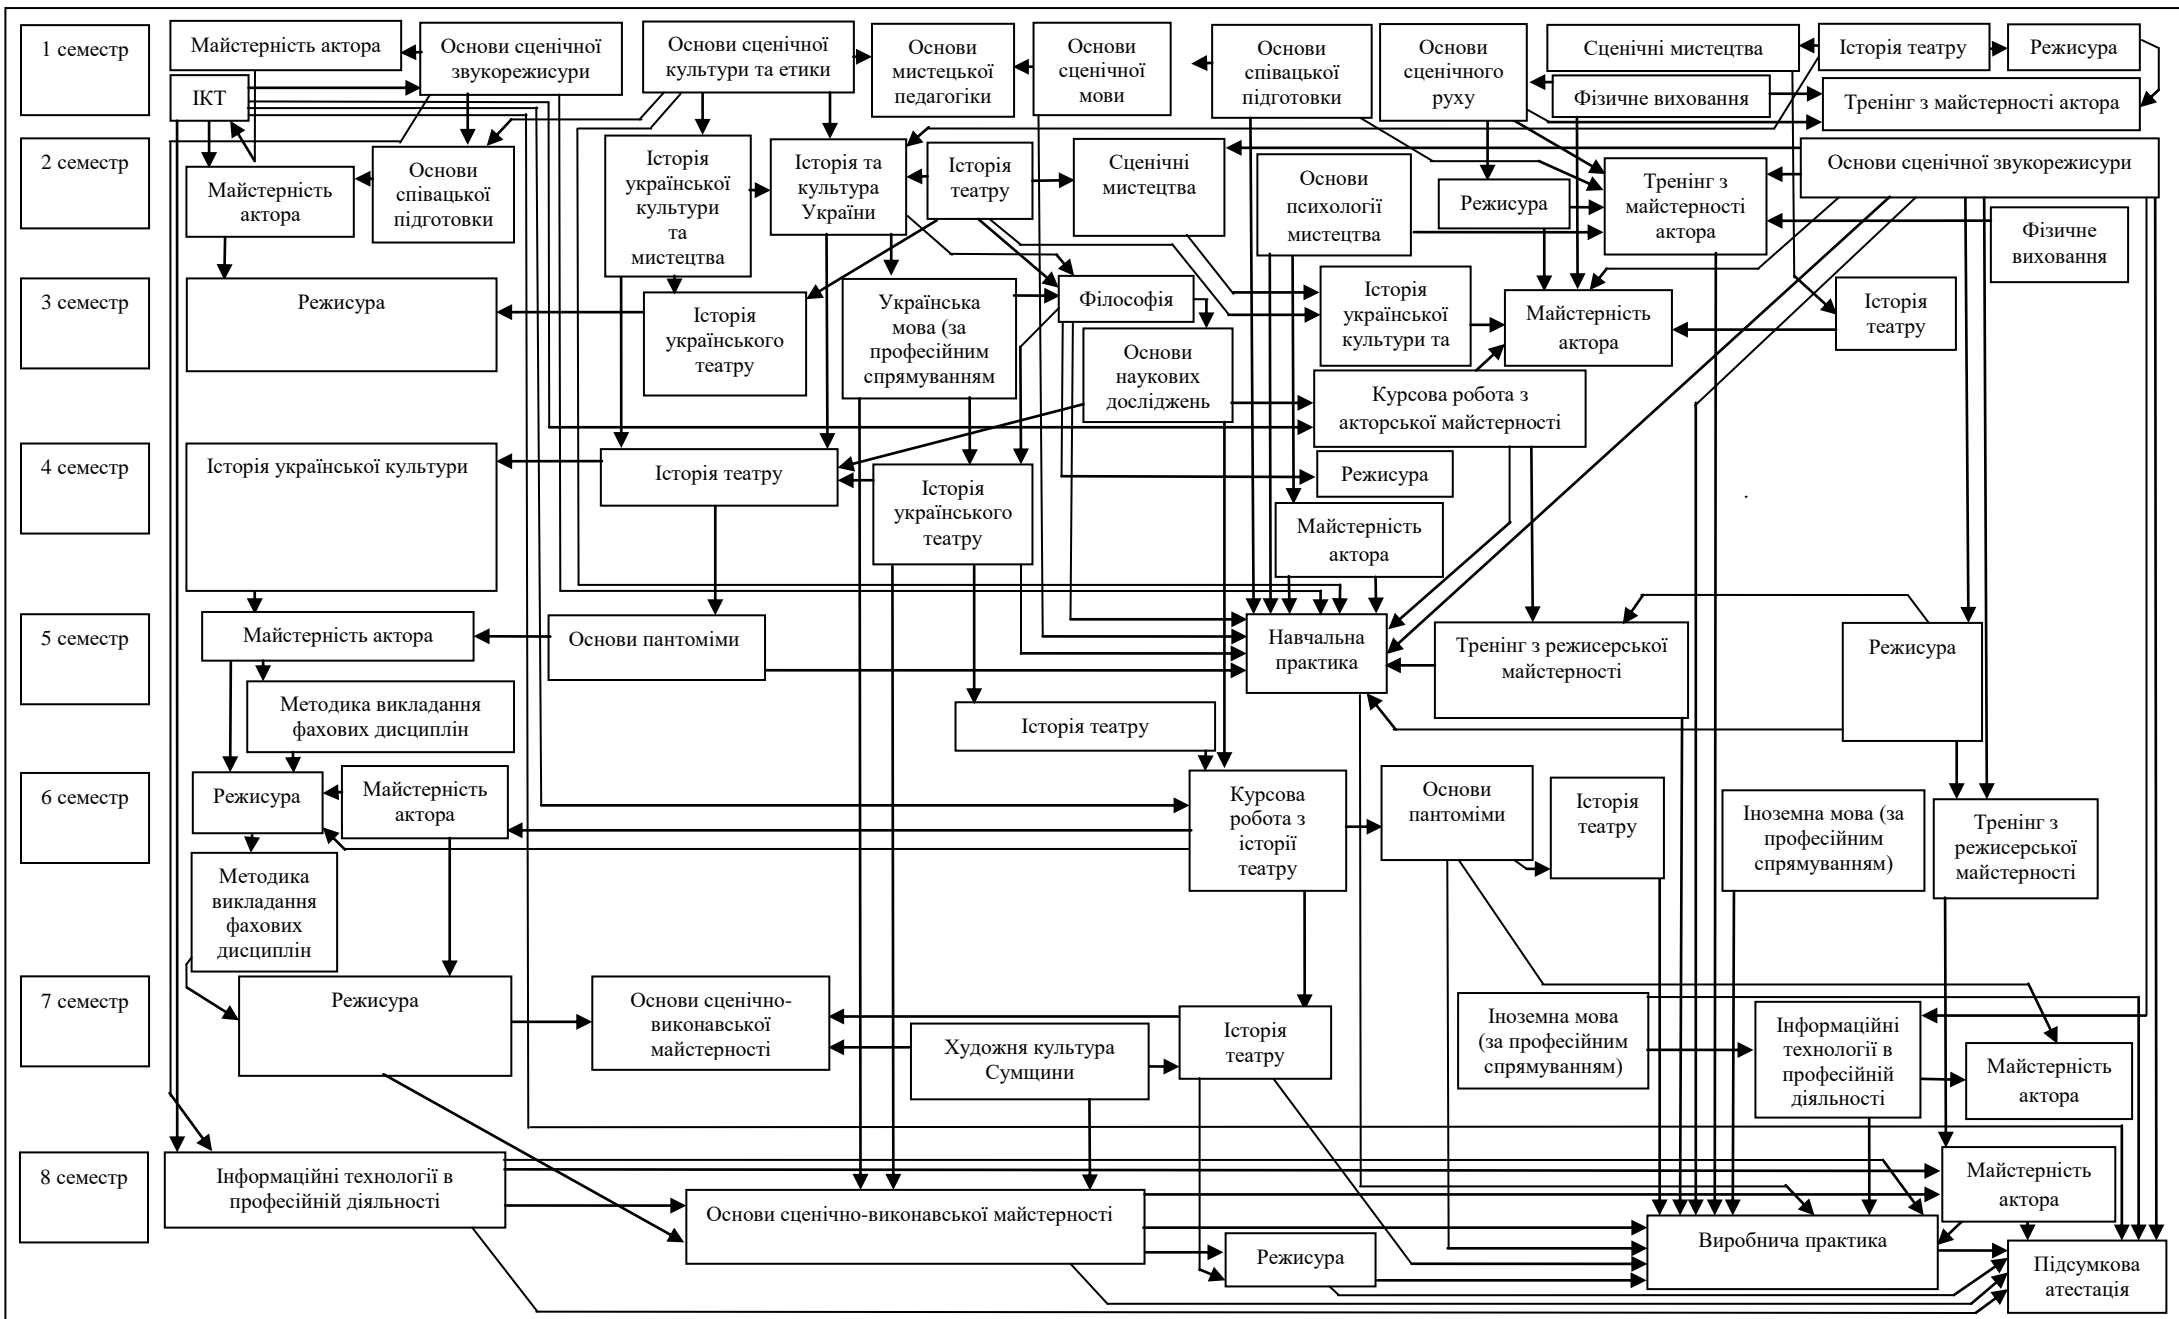 1 семестр
Майстерність актора
Основи сценічної
звукорежисури
Основи сценічної
культури та етики
Основи
мистецької
педагогіки
Основи
сценічної
мови
Основи
співацької
підготовки
Основи
сценічного
руху
Сценічні мистецтва
Історія театру
Режисура
ІКТ
Фізичне виховання
Тренінг з майстерності актора
2 семестр
Майстерність
актора
Основи
співацької
підготовки
Історія
української
культури
та
мистецтва
Історія та
культура
України
Історія
театру
Сценічні
мистецтва
Основи
психології
мистецтва
Режисура
Тренінг з
майстерності
актора
Основи сценічної звукорежисури
Фізичне
виховання
3 семестр
Режисура
Історія
українського
театру
Українська
мова (за
професійним
спрямуванням
Філософія
Основи
наукових
досліджень
Історія
української
культури та
Майстерність
актора
Історія
театру
Курсова робота з
акторської майстерності
4 семестр
Історія української культури
Історія театру
Історія
українського
театру
Режисура
Майстерність
актора
.
5 семестр
Майстерність актора
Основи пантоміми
Навчальна
практика
Тренінг з режисерської
майстерності
Режисура
Методика викладання
фахових дисциплін
Історія театру
6 семестр
Режисура
Майстерність
актора
Курсова
робота з
історії
театру
Основи
пантоміми
Історія
театру
Іноземна мова (за
професійним
спрямуванням)
Тренінг з
режисерської
майстерності
Методика
викладання
фахових
дисциплін
7 семестр
Режисура
Основи сценічно-
виконавської
майстерності
Художня культура
Сумщини
Історія
театру
Іноземна мова
(за професійним
спрямуванням)
Інформаційні
технології в
професійній
діяльності
Майстерність
актора
8 семестр
Інформаційні технології в
професійній діяльності
Основи сценічно-виконавської майстерності
Режисура
Виробнича практика
Майстерність
актора
Підсумкова
атестація